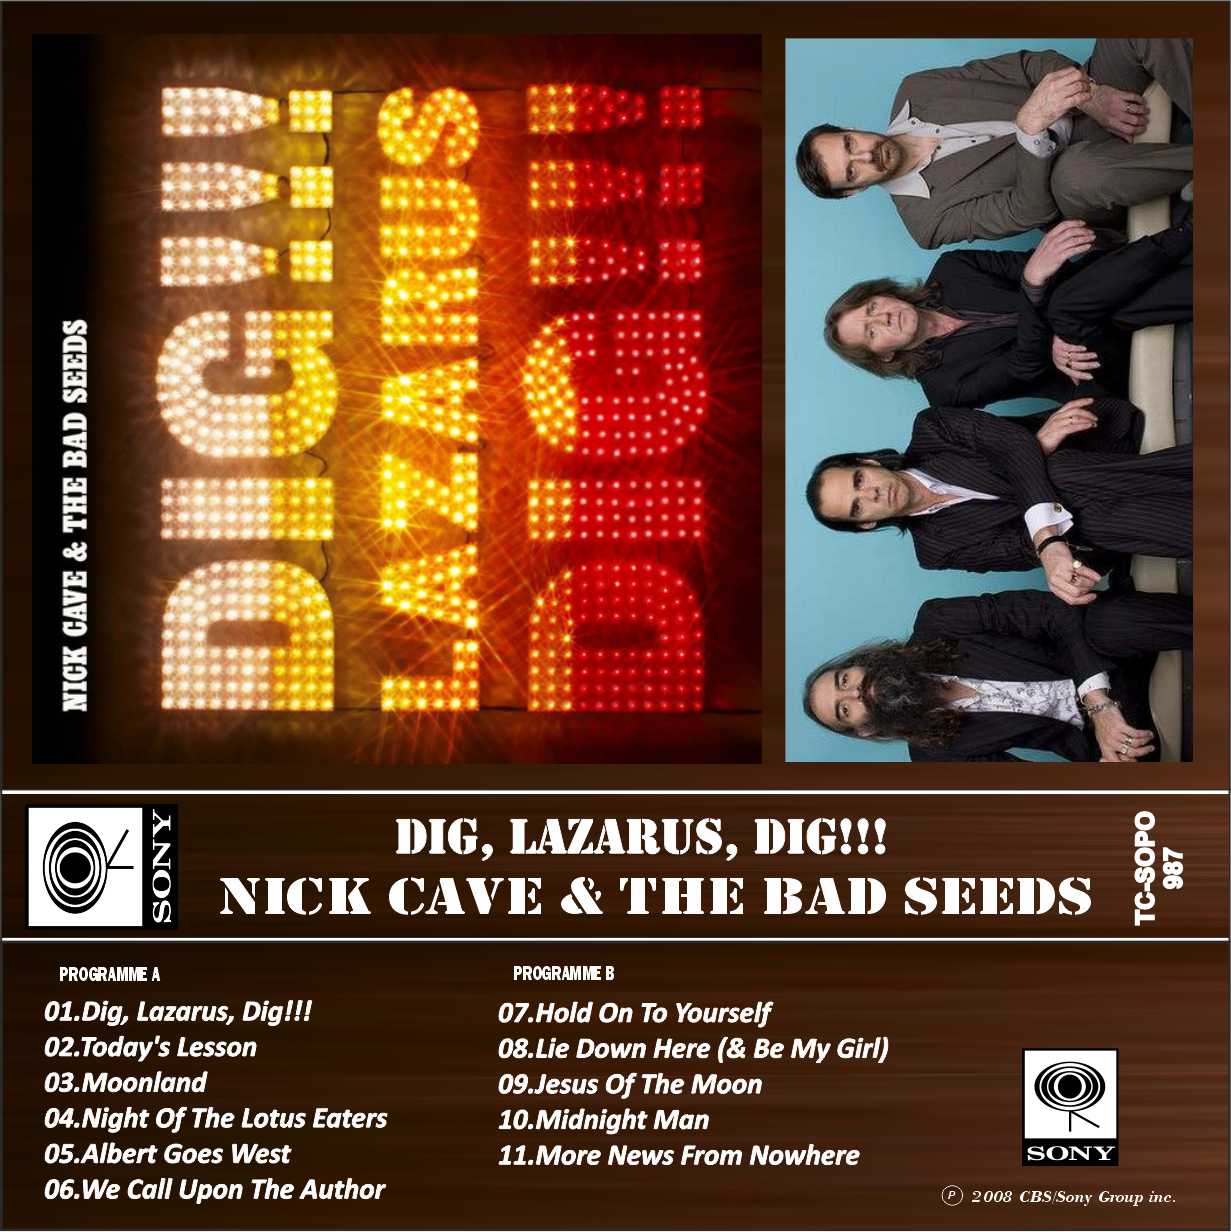 NICK CAVE & THE BAD SEEDS
DIG!!!
LAZARUS
DIG!!!
SONY
DIG, LAZARUS, DIG!!!
NICK CAVE & THE BAD SEEDS
TC-SOPO
987
PROGRAMME A
01.Dig, Lazarus, Dig!!!
02.Today's Lesson
03.Moonland
04.Night Of The Lotus Eaters
05.Albert Goes West
06.We Call Upon The Author
PROGRAMME B
07.Hold On To Yourself
08.Lie Down Here (& Be My Girl)
09.Jesus Of The Moon
10.Midnight Man
11.More News From Nowhere
SONY
Ⓟ 2008 CBS/Sony Group inc.